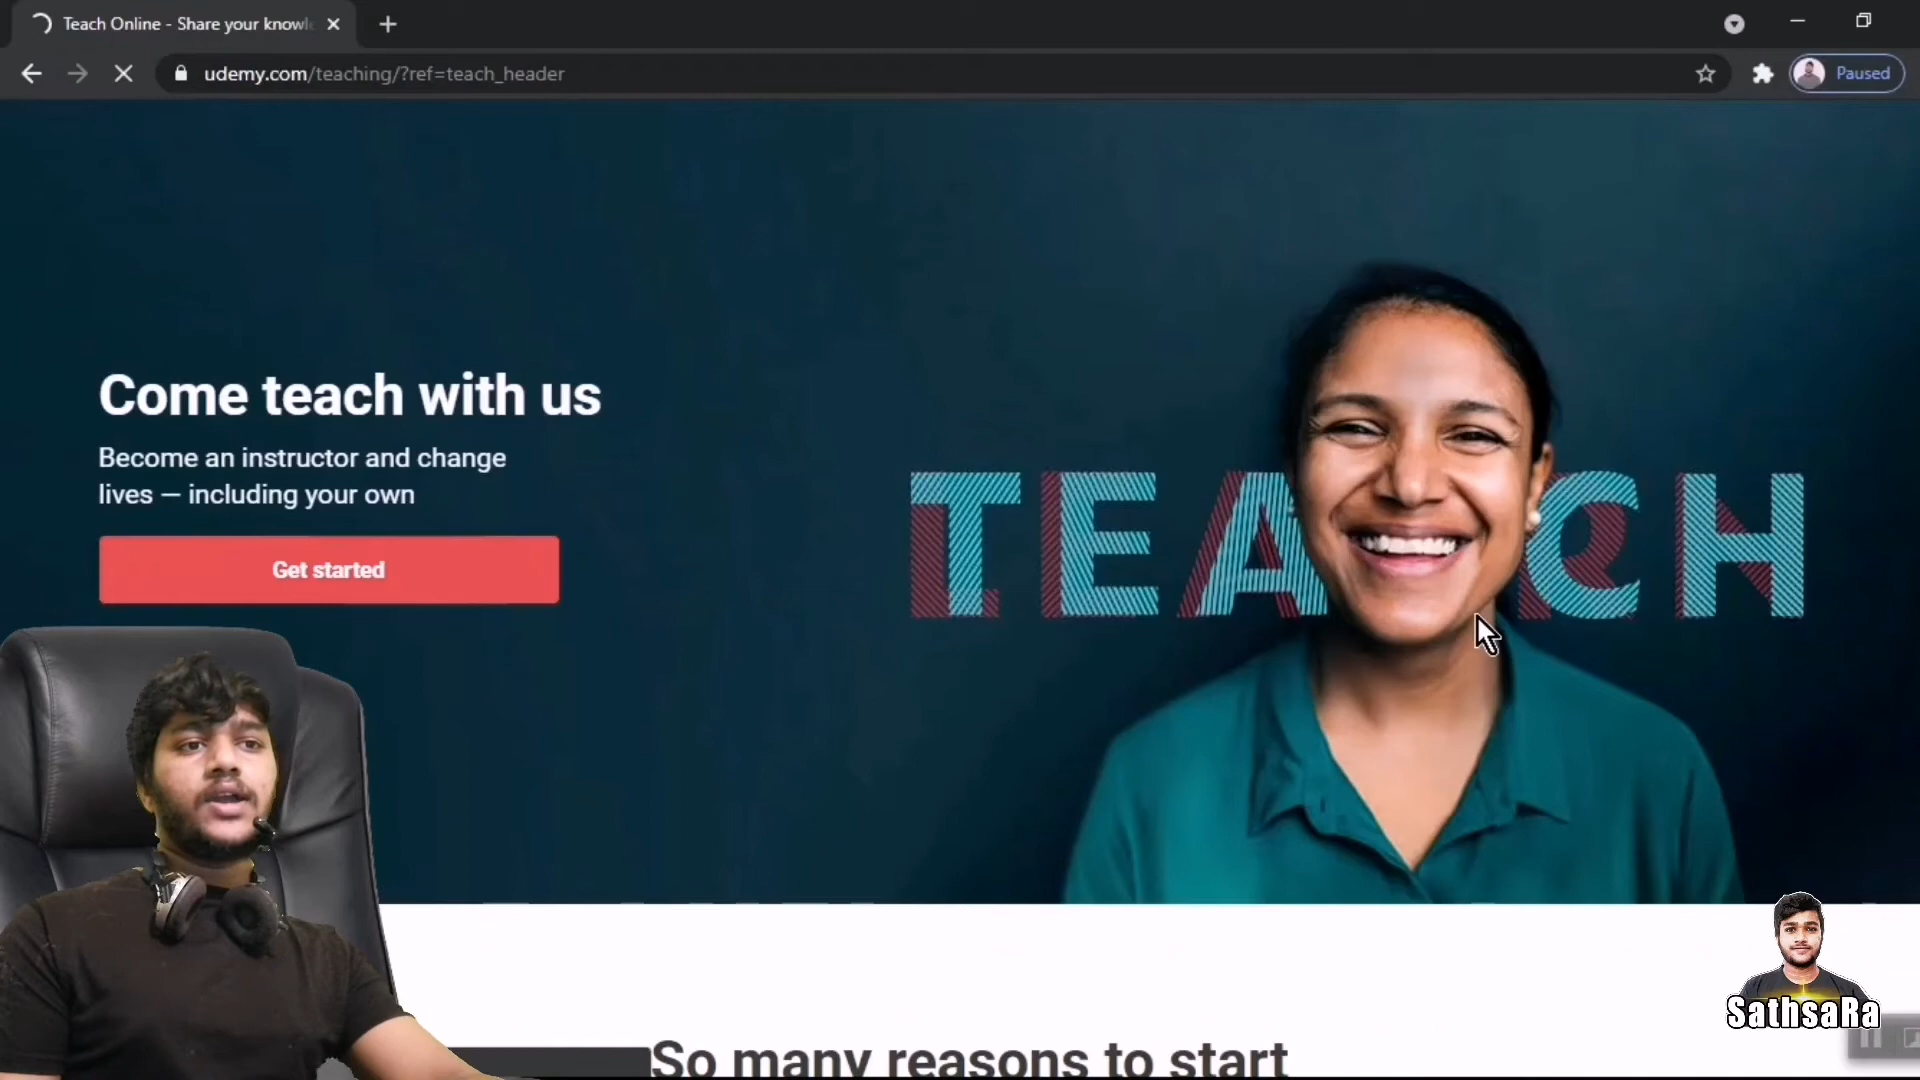 Teach Online - Share your knowl
udemy.com/teaching/?ref=teach_header
Paused
Come teach with us
Become an instructor and change
lives — including your own
Get started
TEACH
SathsaRa
So many reasons to start